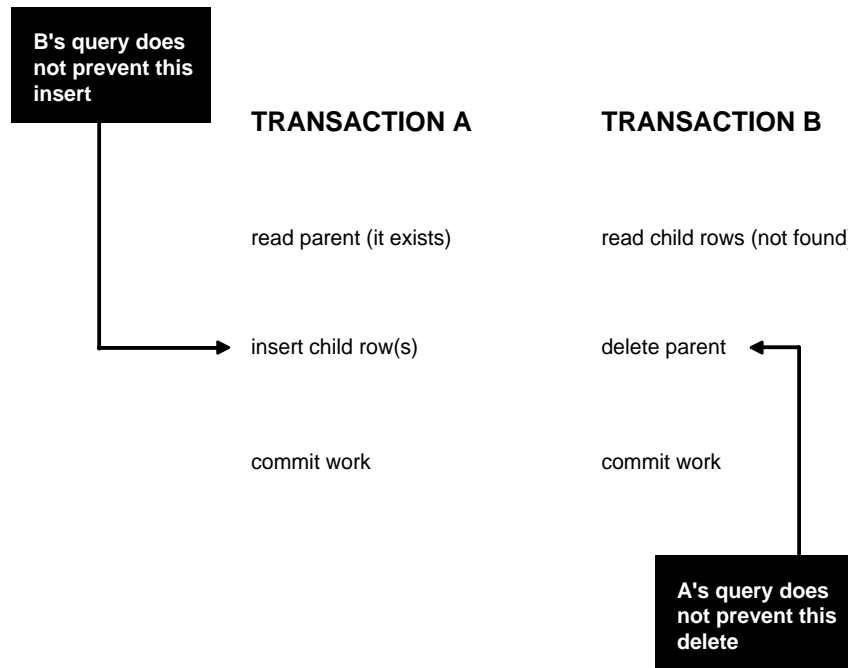 B's query does
not prevent this
insert
TRANSACTION A TRANSACTION B
read parent (it exists) read child rows (not found)
insert child row(s) delete parent
commit work commit work
A's query does
not prevent this
delete